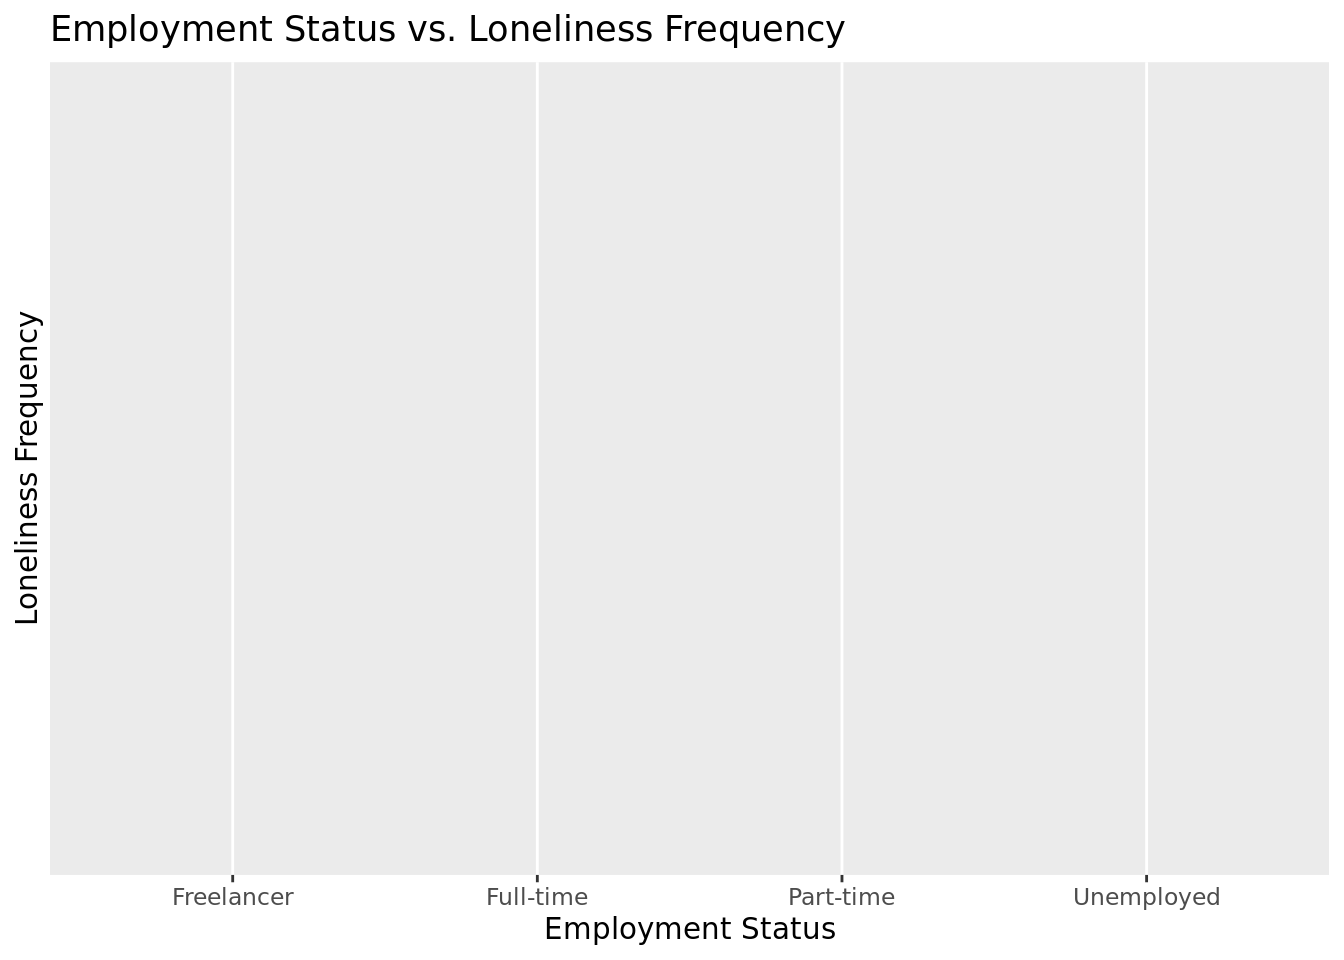 Employment Status vs. Loneliness Frequency
Loneliness Frequency
Freelancer Full-time Part-time Unemployed
Employment Status